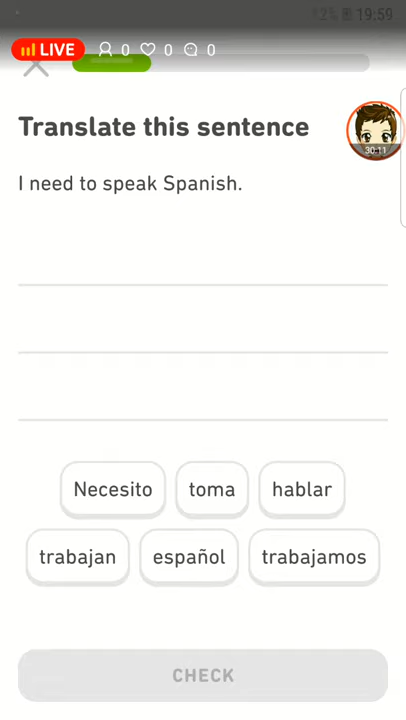 19:59
LIVE 0 0 0
Translate this sentence
30:11
I need to speak Spanish.
Necesito toma hablar
trabajan español trabajamos
CHECK